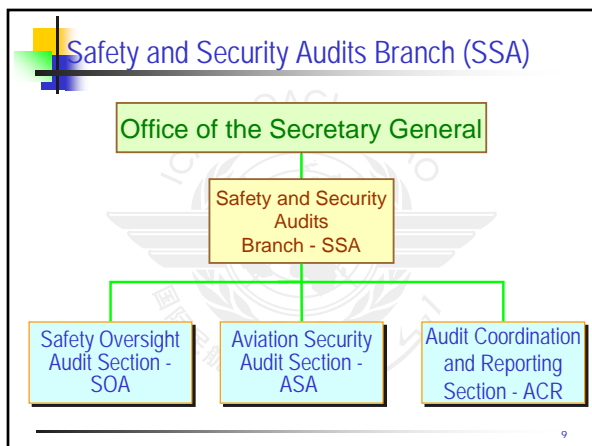 Safety and Security Audits Branch (SSA)
Office of the Secretary General
Safety and Security
Audits
Branch - SSA
Safety Oversight
Audit Section -
SOA
Aviation Security
Audit Section -
ASA
Audit Coordination
and Reporting
Section - ACR
9